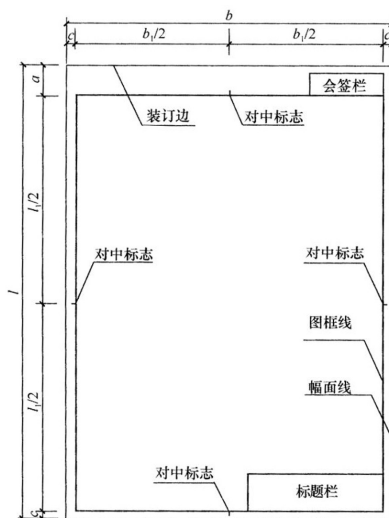 b
c
b₁/2
b₁/2
c
a
会签栏
装订边
对中标志
l₁/2
对中标志
对中标志
l
图框线
l₁/2
幅面线
对中标志
标题栏
c